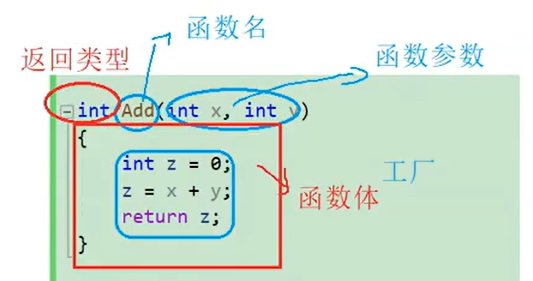 函数名
返回类型
函数参数
int Add(int x, int y)
{
int z = 0;
z = x + y;
return z;
}
函数体
工厂